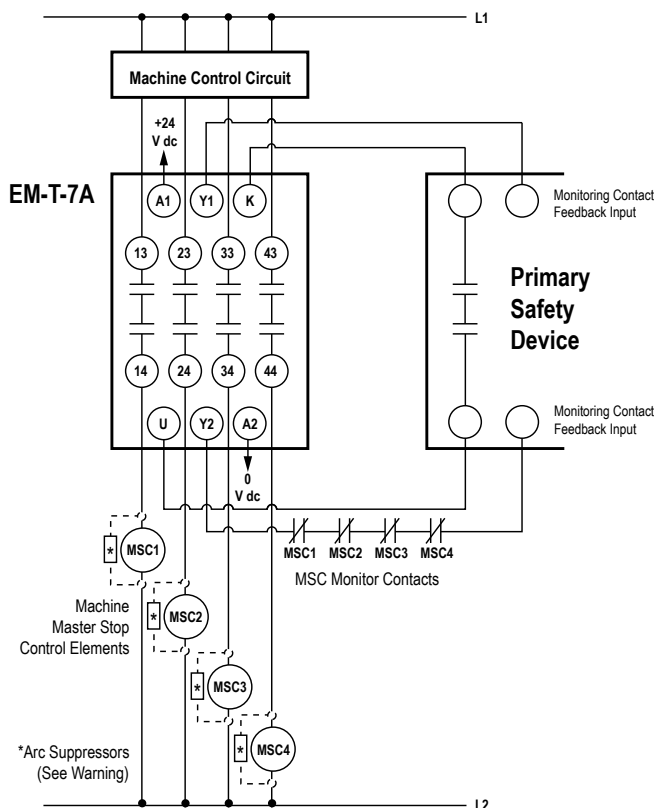 L1
Machine Control Circuit
+24
V dc
EM-T-7A
A1 Y1 K
Monitoring Contact
Feedback Input
13 23 33 43
Primary
Safety
Device
14 24 34 44
U Y2 A2
Monitoring Contact
Feedback Input
0
V dc
MSC1 MSC2 MSC3 MSC4
MSC Monitor Contacts
* MSC1
* MSC2
Machine
Master Stop
Control Elements
* MSC3
* MSC4
*Arc Suppressors
(See Warning)
L2